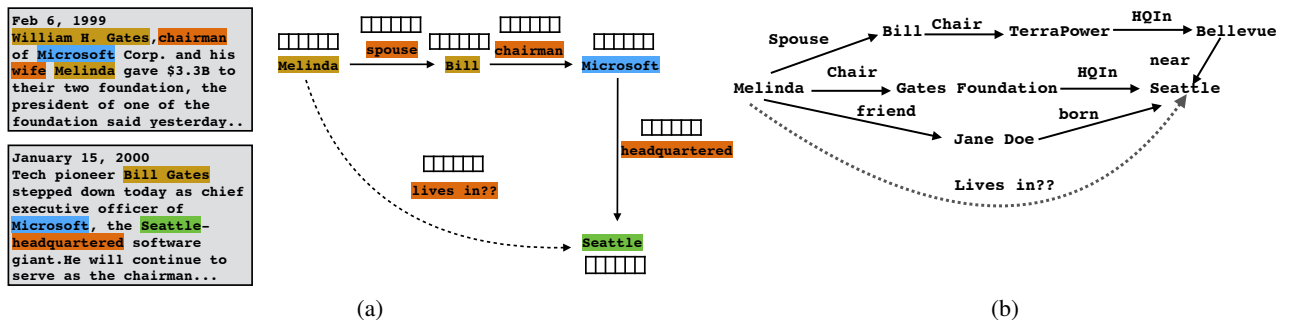 Feb 6, 1999
William H. Gates,chairman
of Microsoft Corp. and his
wife Melinda gave $3.3B to
their two foundation, the
president of one of the
foundation said yesterday..
January 15, 2000
Tech pioneer Bill Gates
stepped down today as chief
executive officer of
Microsoft, the Seattle-
headquartered software
giant.He will continue to
serve as the chairman...
spouse
chairman
Melinda
Bill
Microsoft
headquartered
lives in??
Seattle
(a)
Spouse
Bill
Chair
TerraPower
HQIn
Bellevue
near
Melinda
Chair
Gates Foundation
HQIn
Seattle
friend
Jane Doe
born
Lives in??
(b)